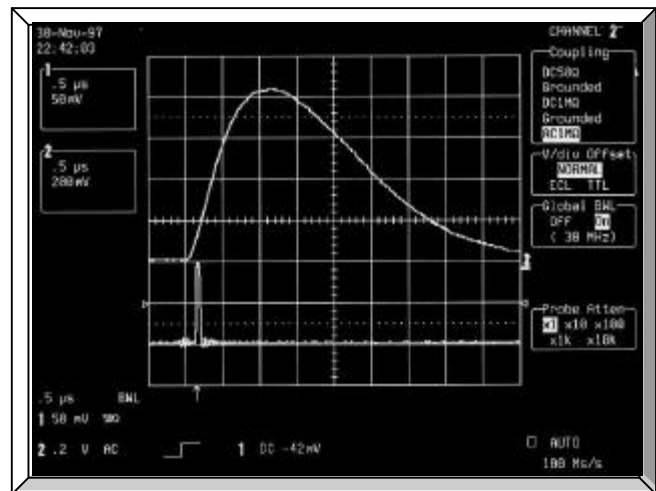 30-Nov-97
22:42:03
1
.5 µs
50mV
2
.5 µs
200mV
CHANNEL 2
Coupling
DC50Ω
Grounded
DC1MΩ
Grounded
AC1MΩ
V/div Offset
NORMAL
ECL TTL
Global BWL
OFF On
( 30 MHz)
Probe Atten
x1 x10 x100
x1k x10k
.5 µs BWL
1 50 mV 50Ω
2 .2 V AC
1 DC -42mV
AUTO
100 Ms/s